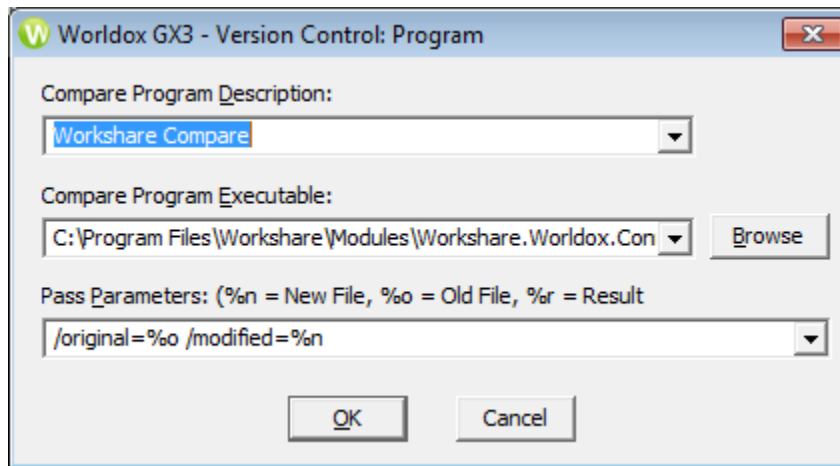 Worldox GX3 - Version Control: Program
Compare Program Description:
Workshare Compare
Compare Program Executable:
C:\Program Files\Workshare\Modules\Workshare.Worldox.Con
Browse
Pass Parameters: (%n = New File, %o = Old File, %r = Result
/original=%o /modified=%n
OK Cancel